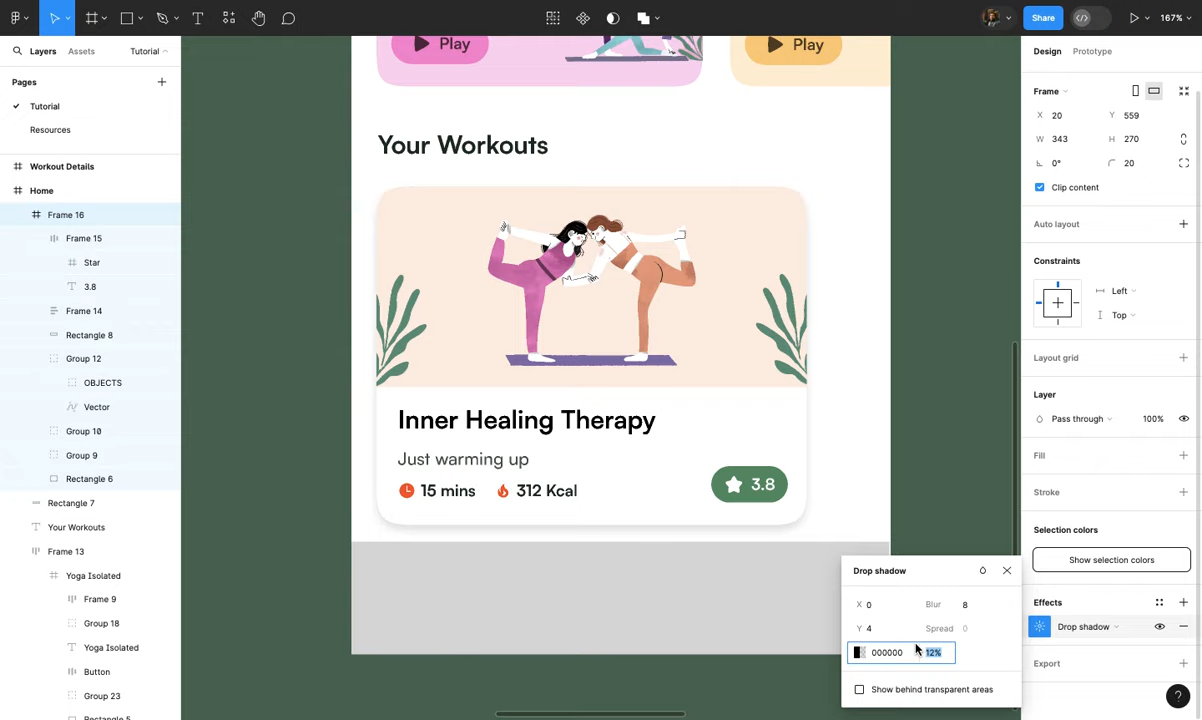 Share
167%
Layers Assets Tutorial
Pages
Tutorial
Resources
Workout Details
Home
Frame 16
Frame 15
Star
3.8
Frame 14
Rectangle 8
Group 12
OBJECTS
Vector
Group 10
Group 9
Rectangle 6
Rectangle 7
Your Workouts
Frame 13
Yoga Isolated
Frame 9
Group 18
Yoga Isolated
Button
Group 23
Rectangle 5
Play
Play
Your Workouts
Inner Healing Therapy
Just warming up
15 mins 312 Kcal
3.8
Drop shadow
X 0 Blur 8
Y 4 Spread 0
000000 12%
Show behind transparent areas
Design Prototype
Frame
X 20 Y 559
W 343 H 270
0° 20
Clip content
Auto layout
Constraints
Left
Top
Layout grid
Layer
Pass through 100%
Fill
Stroke
Selection colors
Show selection colors
Effects
Drop shadow
Export
?